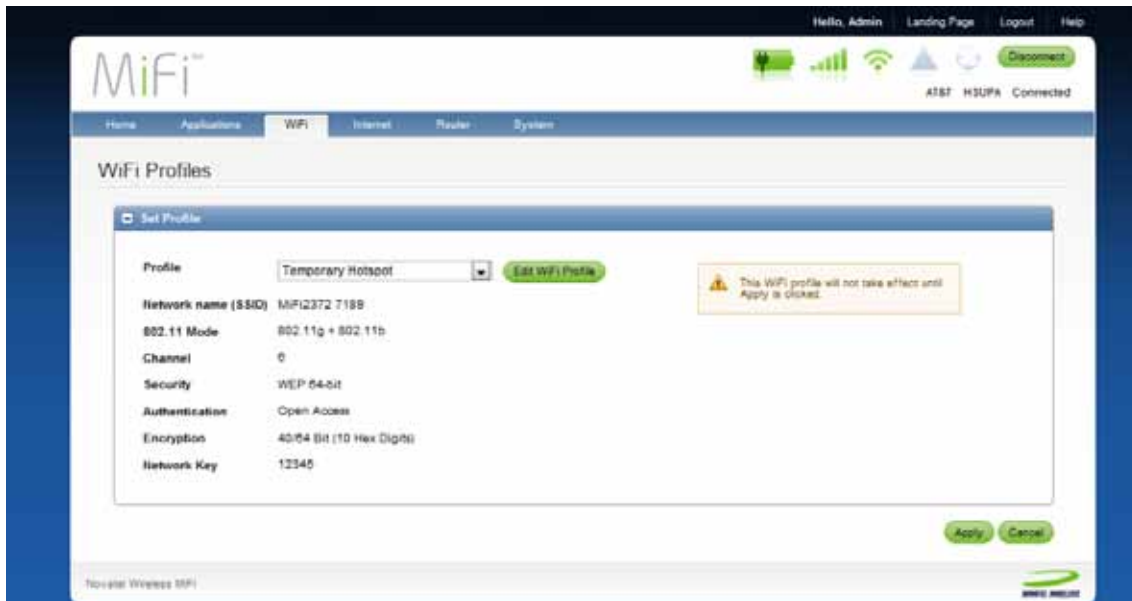 Hello, Admin Landing Page Logout Help
MiFi™
Disconnect
AT&T HSUPA Connected
Home Applications WiFi Internet Router System
WiFi Profiles
Set Profile
Profile Temporary Hotspot Edit WiFi Profile
This WiFi profile will not take effect until
Apply is clicked.
Network name (SSID) MiFi2372 7199
802.11 Mode 802.11g + 802.11b
Channel 6
Security WEP 64-bit
Authentication Open Access
Encryption 40/64 Bit (10 Hex Digits)
Network Key 12345
Apply Cancel
Novatel Wireless MiFi